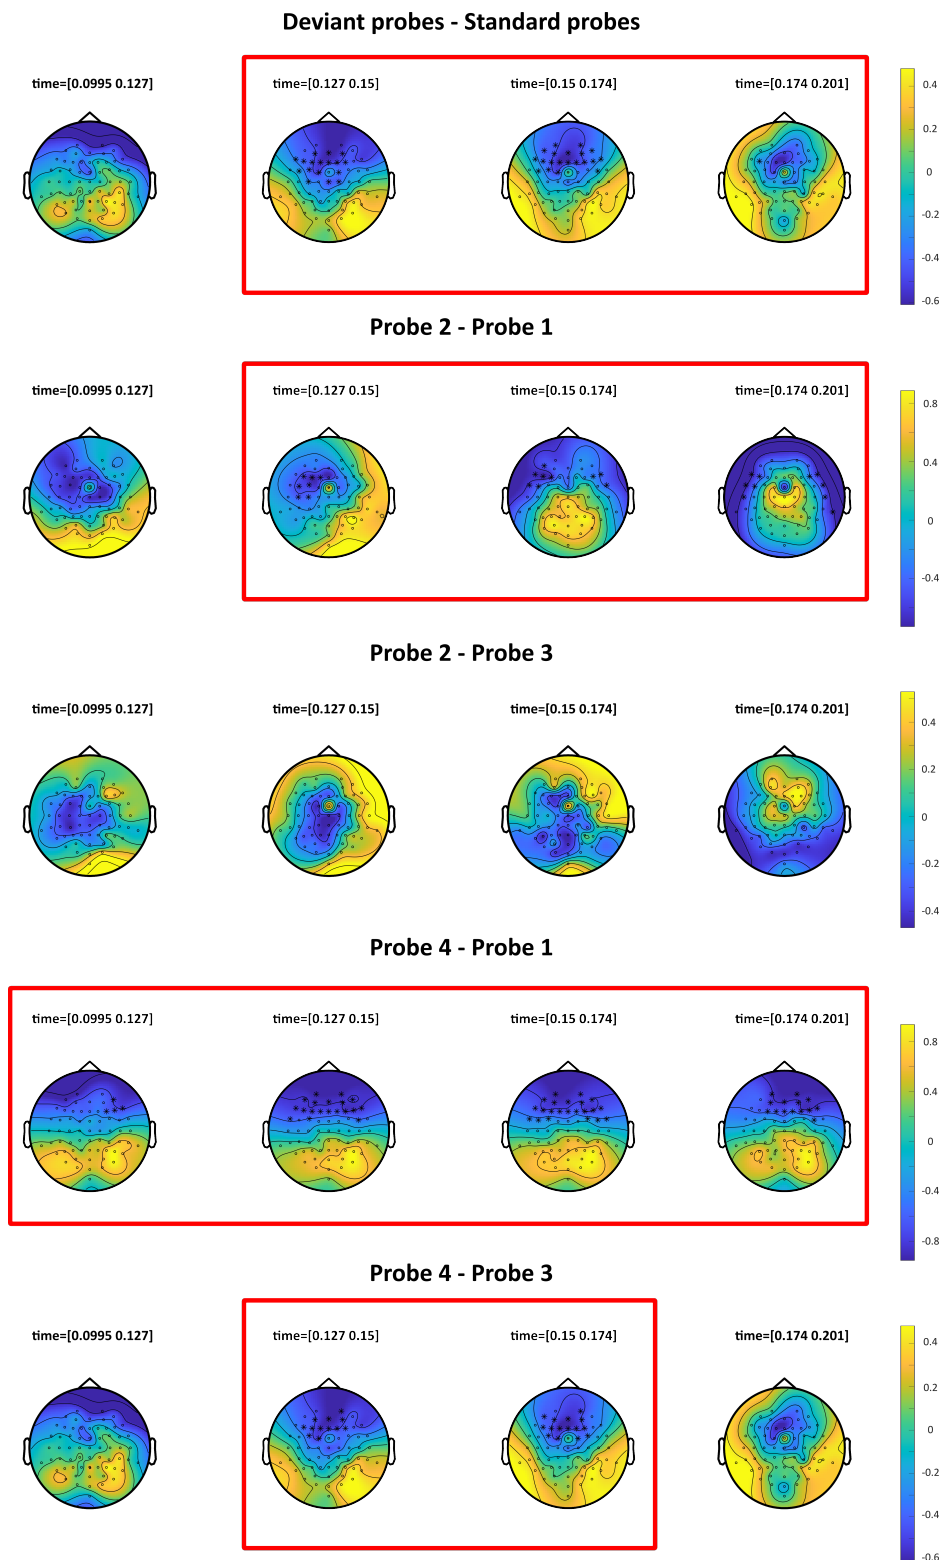 Deviant probes - Standard probes
time=[0.0995 0.127]
time=[0.127 0.15]
time=[0.15 0.174]
time=[0.174 0.201]
0.4
0.2
0
-0.2
-0.4
-0.6
Probe 2 - Probe 1
time=[0.0995 0.127]
time=[0.127 0.15]
time=[0.15 0.174]
time=[0.174 0.201]
0.8
0.4
0
-0.4
Probe 2 - Probe 3
time=[0.0995 0.127]
time=[0.127 0.15]
time=[0.15 0.174]
time=[0.174 0.201]
0.4
0.2
0
-0.2
-0.4
Probe 4 - Probe 1
time=[0.0995 0.127]
time=[0.127 0.15]
time=[0.15 0.174]
time=[0.174 0.201]
0.8
0.4
0
-0.4
-0.8
Probe 4 - Probe 3
time=[0.0995 0.127]
time=[0.127 0.15]
time=[0.15 0.174]
time=[0.174 0.201]
0.4
0.2
0
-0.2
-0.4
-0.6